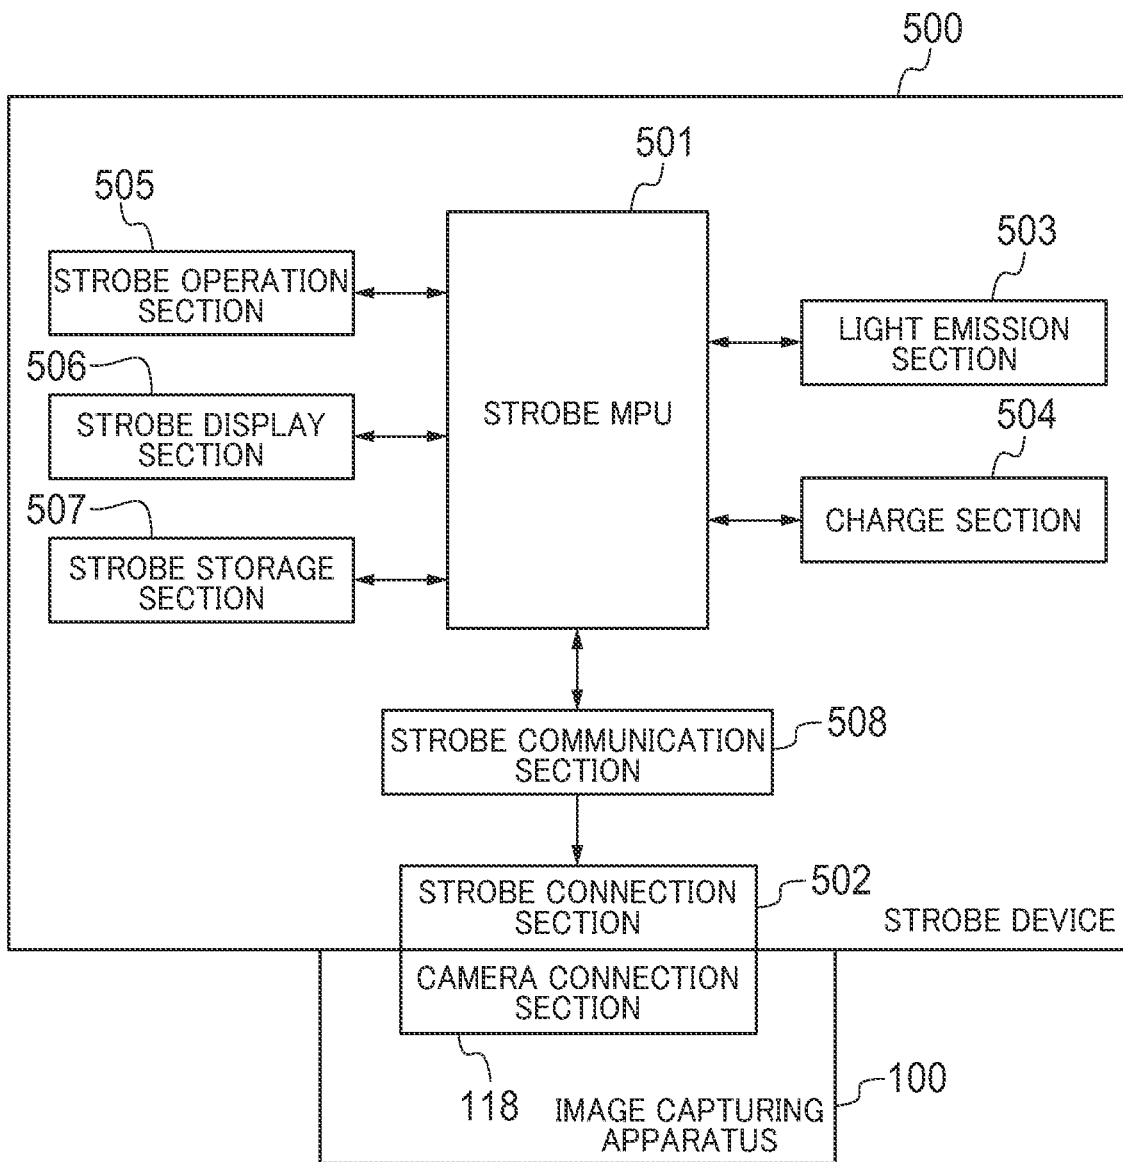 500
501
505
503
STROBE OPERATION
SECTION
LIGHT EMISSION
SECTION
506
STROBE DISPLAY
SECTION
STROBE MPU
504
507
CHARGE SECTION
STROBE STORAGE
SECTION
STROBE COMMUNICATION
SECTION
508
STROBE CONNECTION
SECTION
502
STROBE DEVICE
CAMERA CONNECTION
SECTION
118
100
IMAGE CAPTURING
APPARATUS